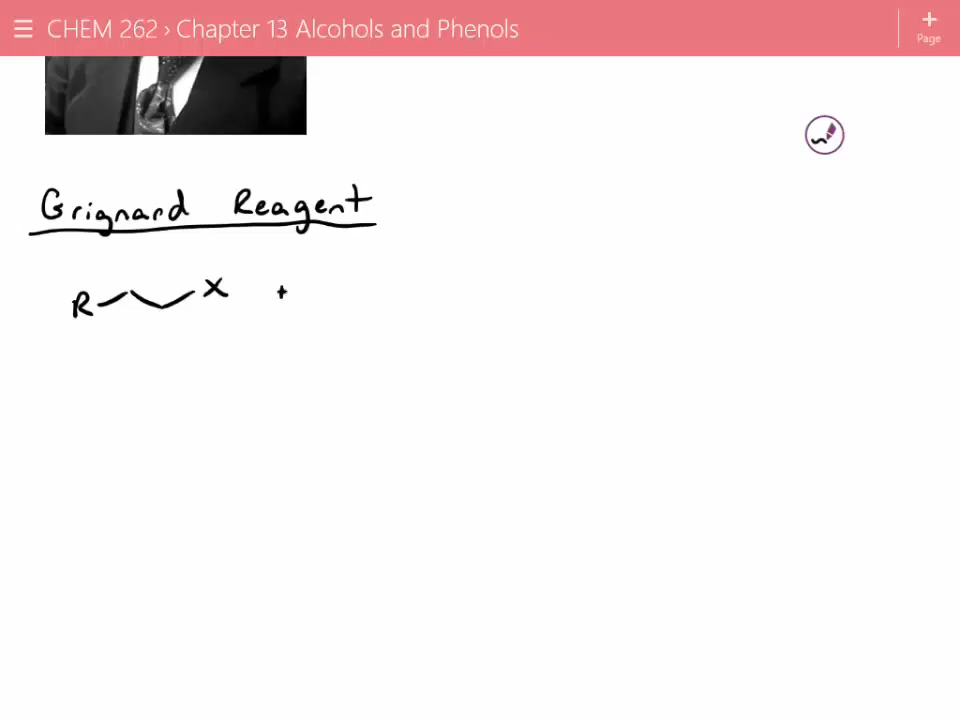 CHEM 262 › Chapter 13 Alcohols and Phenols
Page
Grignard Reagent
R X +